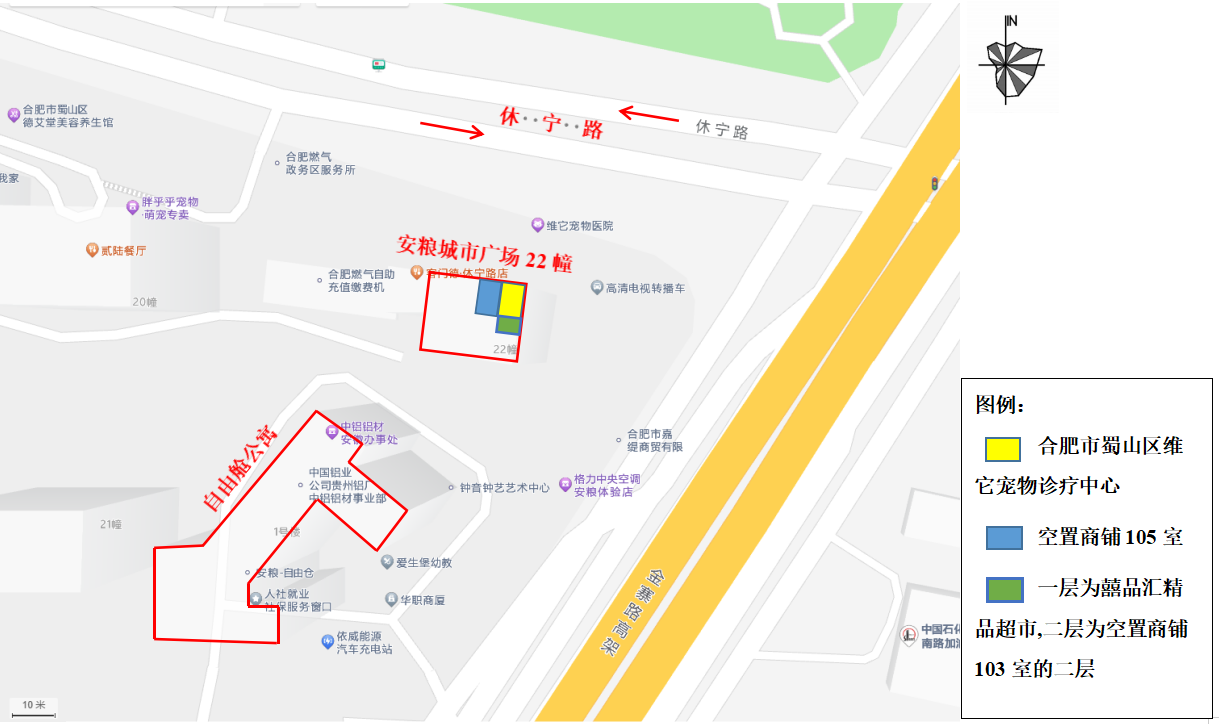 N
合肥市蜀山区
德艾堂美容养生馆
休··宁··路
休宁路
合肥燃气
政务区服务所
我家
胖乎乎宠物
·萌宠专卖
维它宠物医院
贰陆餐厅
安粮城市广场22幢
合肥燃气自助
充值缴费机
高清电视转播车
20幢
22幢
中铝铝材
安徽办事处
合肥市嘉
缇商贸有限
自由舱公寓
中国铝业
公司贵州铝厂
中铝铝材事业部
钟音钟艺艺术中心
格力中央空调
安粮体验店
21幢
1号楼
爱生堡幼教
安粮·自由仓
人社就业
社保服务窗口
华职商厦
金寨路高架
依威能源
汽车充电站
中国石化
南路加油
10 米
图例：
合肥市蜀山区维
它宠物诊疗中心
空置商铺105室
一层为囍品汇精
品超市,二层为空置商铺
103室的二层